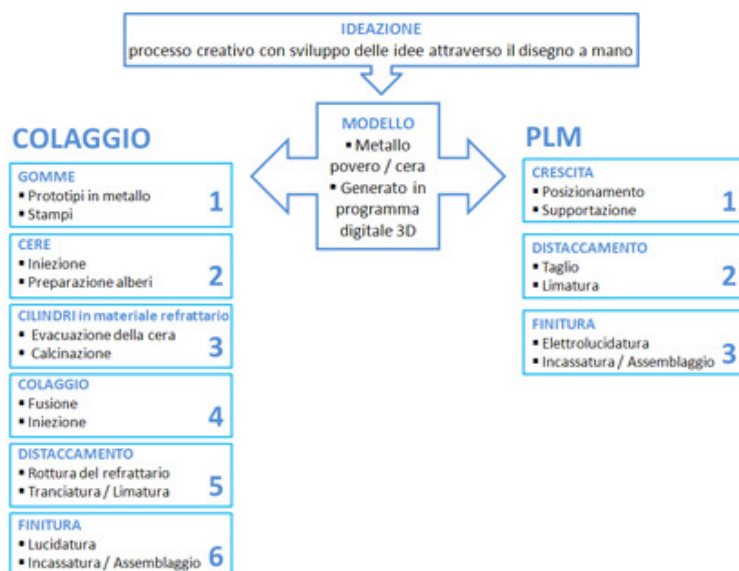 IDEAZIONE
processo creativo con sviluppo delle idee attraverso il disegno a mano
MODELLO
▪ Metallo
povero / cera
▪ Generato in
programma
digitale 3D
COLAGGIO
GOMME
▪ Prototipi in metallo
▪ Stampi
1
CERE
▪ Iniezione
▪ Preparazione alberi
2
CILINDRI in materiale refrattario
▪ Evacuazione della cera
▪ Calcinazione
3
COLAGGIO
▪ Fusione
▪ Iniezione
4
DISTACCAMENTO
▪ Rottura del refrattario
▪ Tranciatura / Limatura
5
FINITURA
▪ Lucidatura
▪ Incassatura / Assemblaggio
6
PLM
CRESCITA
▪ Posizionamento
▪ Supportazione
1
DISTACCAMENTO
▪ Taglio
▪ Limatura
2
FINITURA
▪ Elettrolucidatura
▪ Incassatura / Assemblaggio
3